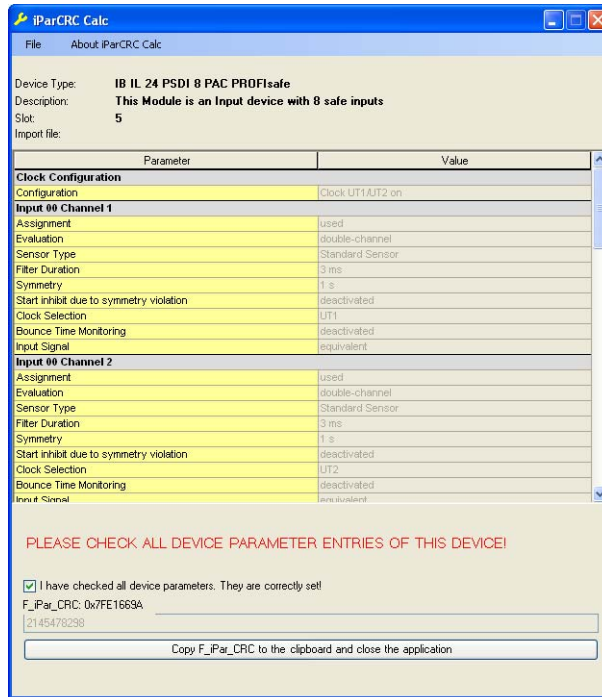 iParCRC Calc
File About iParCRC Calc
Device Type: IB IL 24 PSDI 8 PAC PROFIsafe
Description: This Module is an Input device with 8 safe inputs
Slot: 5
Import file:
Parameter Value
Clock Configuration
Configuration Clock UT1/UT2 on
Input 00 Channel 1
Assignment used
Evaluation double-channel
Sensor Type Standard Sensor
Filter Duration 3 ms
Symmetry 1 s
Start inhibit due to symmetry violation deactivated
Clock Selection UT1
Bounce Time Monitoring deactivated
Input Signal equivalent
Input 00 Channel 2
Assignment used
Evaluation double-channel
Sensor Type Standard Sensor
Filter Duration 3 ms
Symmetry 1 s
Start inhibit due to symmetry violation deactivated
Clock Selection UT2
Bounce Time Monitoring deactivated
Input Signal equivalent
PLEASE CHECK ALL DEVICE PARAMETER ENTRIES OF THIS DEVICE!
I have checked all device parameters. They are correctly set!
F_iPar_CRC: 0x7FE1669A
2145478298
Copy F_iPar_CRC to the clipboard and close the application